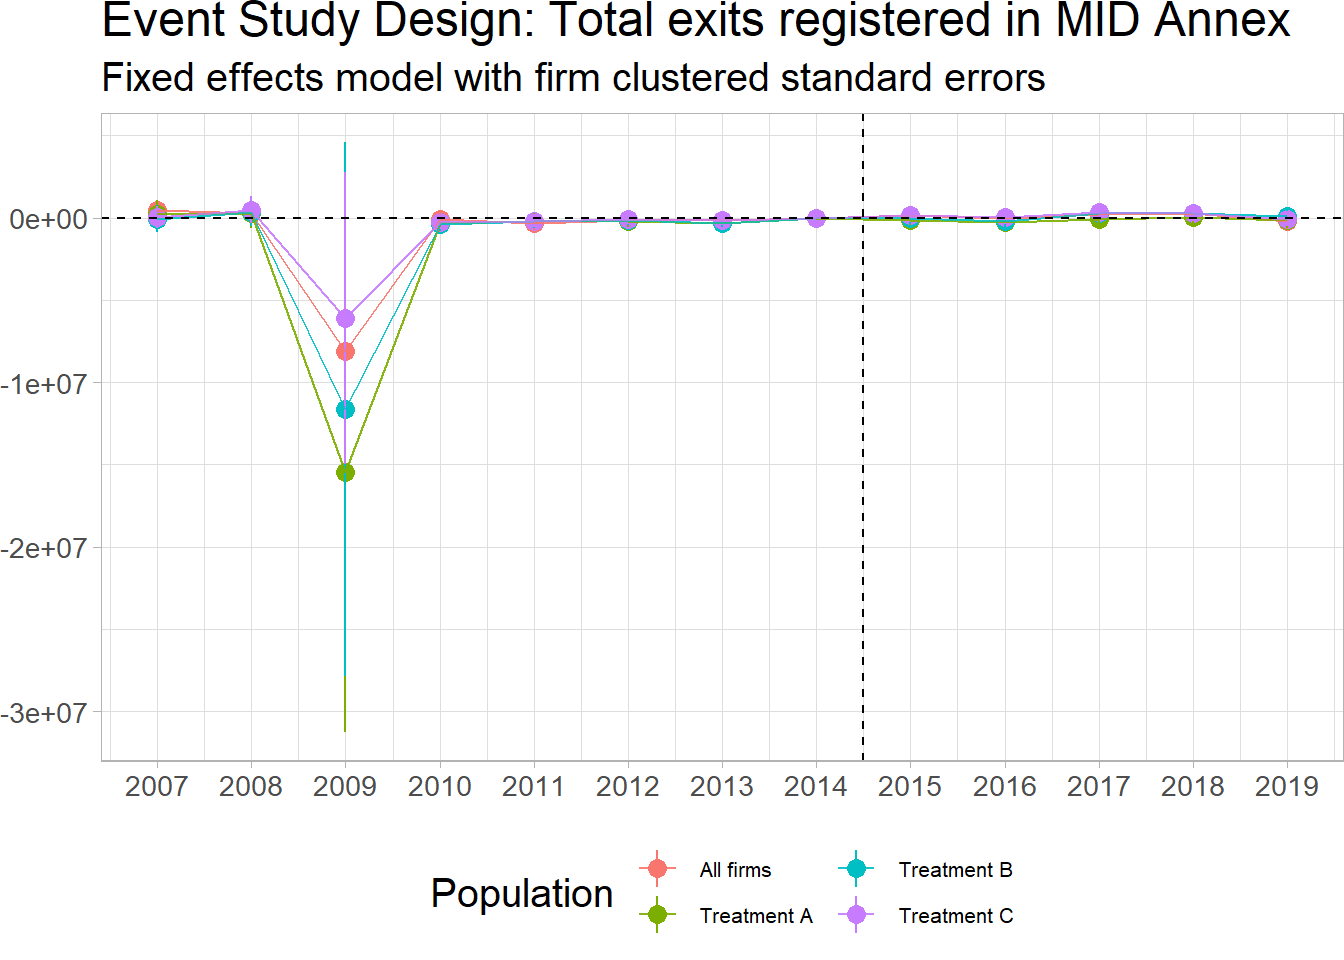 Event Study Design: Total exits registered in MID Annex
Fixed effects model with firm clustered standard errors
0e+00
-1e+07
-2e+07
-3e+07
2007 2008 2009 2010 2011 2012 2013 2014 2015 2016 2017 2018 2019
Population
All firms
Treatment A
Treatment B
Treatment C